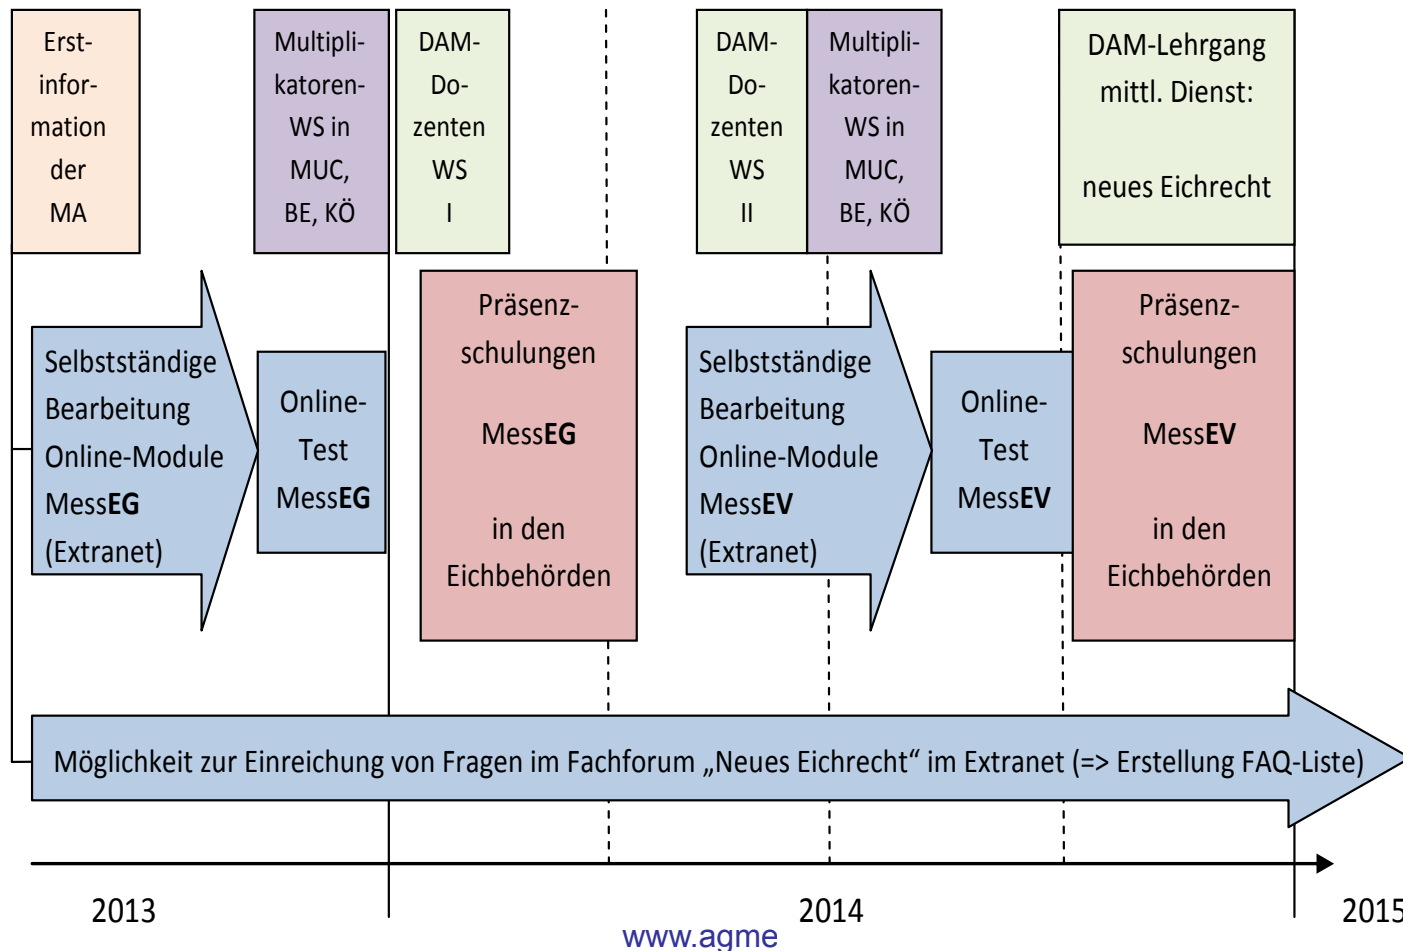 Erst-
infor-
mation
der
MA
Multipli-
katoren-
WS in
MUC,
BE, KÖ
DAM-
Do-
zenten
WS
I
DAM-
Do-
zenten
WS
II
Multipli-
katoren-
WS in
MUC,
BE, KÖ
DAM-Lehrgang
mittl. Dienst:
neues Eichrecht
Selbstständige
Bearbeitung
Online-Module
MessEG
(Extranet)
Online-
Test
MessEG
Präsenz-
schulungen
MessEG
in den
Eichbehörden
Selbstständige
Bearbeitung
Online-Module
MessEV
(Extranet)
Online-
Test
MessEV
Präsenz-
schulungen
MessEV
in den
Eichbehörden
Möglichkeit zur Einreichung von Fragen im Fachforum „Neues Eichrecht“ im Extranet (=> Erstellung FAQ-Liste)
2013
2014
2015
www.agme